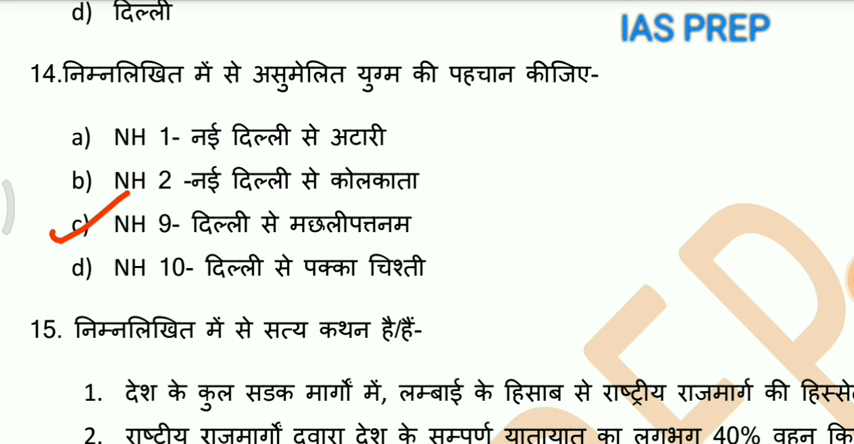 d) दिल्ली
IAS PREP
14.निम्नलिखित में से असुमेलित युग्म की पहचान कीजिए-
a) NH 1- नई दिल्ली से अटारी
b) NH 2 -नई दिल्ली से कोलकाता
c) NH 9- दिल्ली से मछलीपत्तनम
d) NH 10- दिल्ली से पक्का चिश्ती
15. निम्नलिखित में से सत्य कथन है/हैं-
1. देश के कुल सडक मार्गों में, लम्बाई के हिसाब से राष्ट्रीय राजमार्ग की
2. राष्ट्रीय राजमार्गों द्वारा देश के सम्पूर्ण यातायात का लगभग 40% वहन